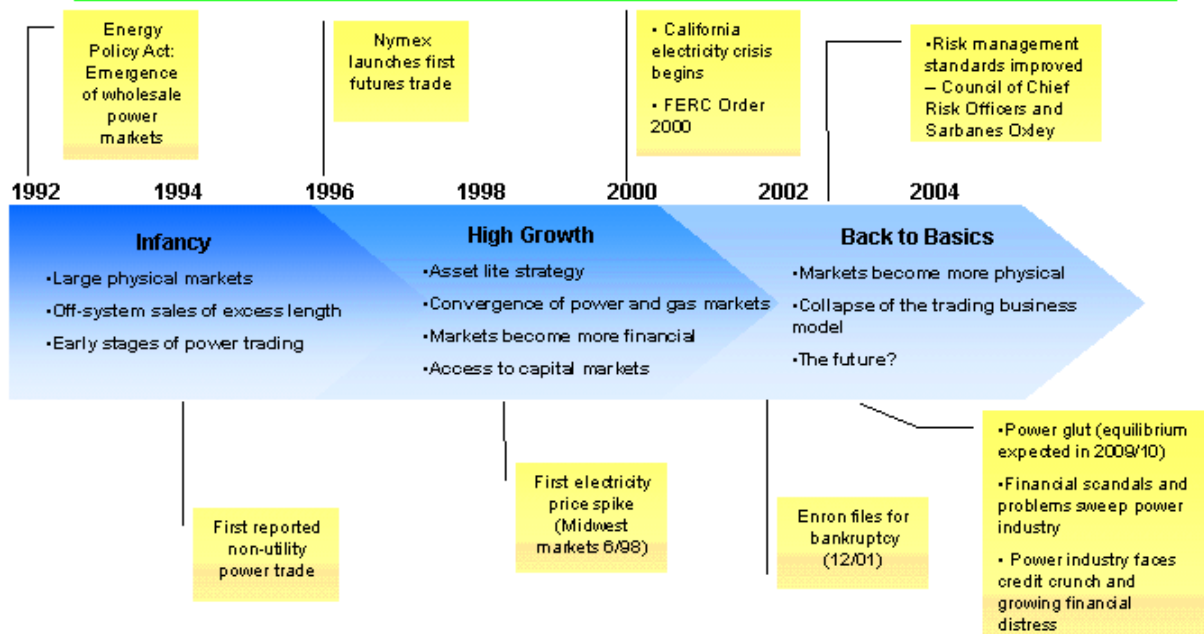 Energy
Policy Act:
Emergence
of wholesale
power
markets
Nymex
launches first
futures trade
• California
electricity crisis
begins
• FERC Order
2000
•Risk management
standards improved
– Council of Chief
Risk Officers and
Sarbanes Oxley
1992
1994
1996
1998
2000
2002
2004
Infancy
•Large physical markets
•Off-system sales of excess length
•Early stages of power trading
High Growth
•Asset lite strategy
•Convergence of power and gas markets
•Markets become more financial
•Access to capital markets
Back to Basics
•Markets become more physical
•Collapse of the trading business
model
•The future?
First reported
non-utility
power trade
First electricity
price spike
(Midwest
markets 6/98)
Enron files for
bankruptcy
(12/01)
•Power glut (equilibrium
expected in 2009/10)
•Financial scandals and
problems sweep power
industry
• Power industry faces
credit crunch and
growing financial
distress